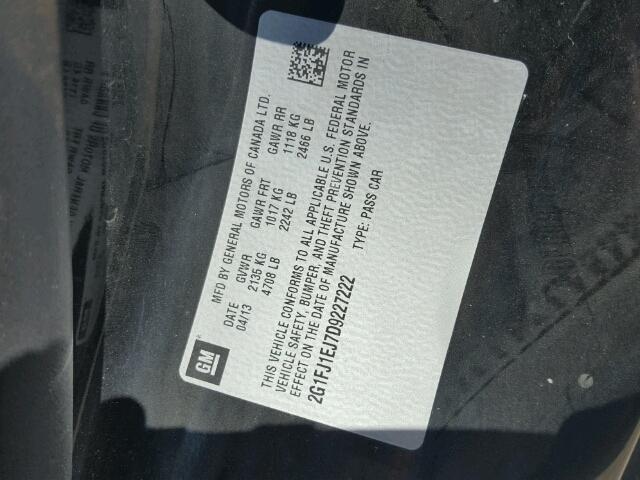 GM
MFD BY GENERAL MOTORS OF CANADA LTD.
DATE GVWR GAWR FRT GAWR RR
04/13 2135 KG 1017 KG 1118 KG
4708 LB 2242 LB 2466 LB
THIS VEHICLE CONFORMS TO ALL APPLICABLE U.S. FEDERAL MOTOR
VEHICLE SAFETY, BUMPER, AND THEFT PREVENTION STANDARDS IN
EFFECT ON THE DATE OF MANUFACTURE SHOWN ABOVE.
2G1FJ1EJ7D9227222 TYPE: PASS CAR